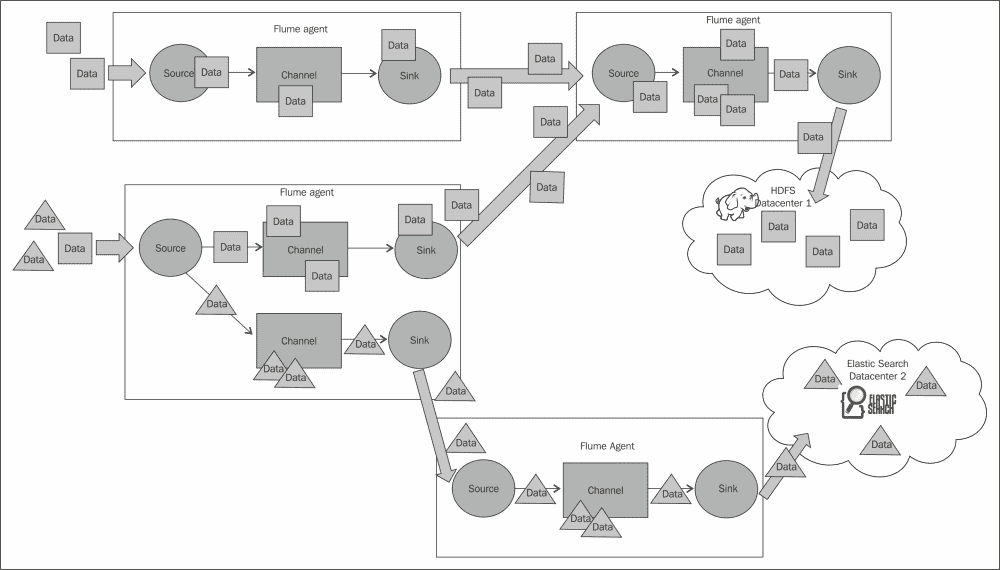 Flume agent
Data
Data
Source
Data
Channel
Data
Data
Sink
Data
Data
Flume agent
Source
Data
Data
Channel
Data
Data
Data
Sink
Data
HDFS
Datacenter 1
Data
Data
Data
Data
Flume agent
Data
Data
Data
Source
Data
Data
Channel
Data
Data
Sink
Data
Data
Data
Data
Channel
Data
Data
Data
Sink
Data
Data
Flume Agent
Source
Data
Channel
Data
Data
Data
Sink
Data
Elastic Search
Datacenter 2
Data
Data
ELASTIC
SEARCH
Data